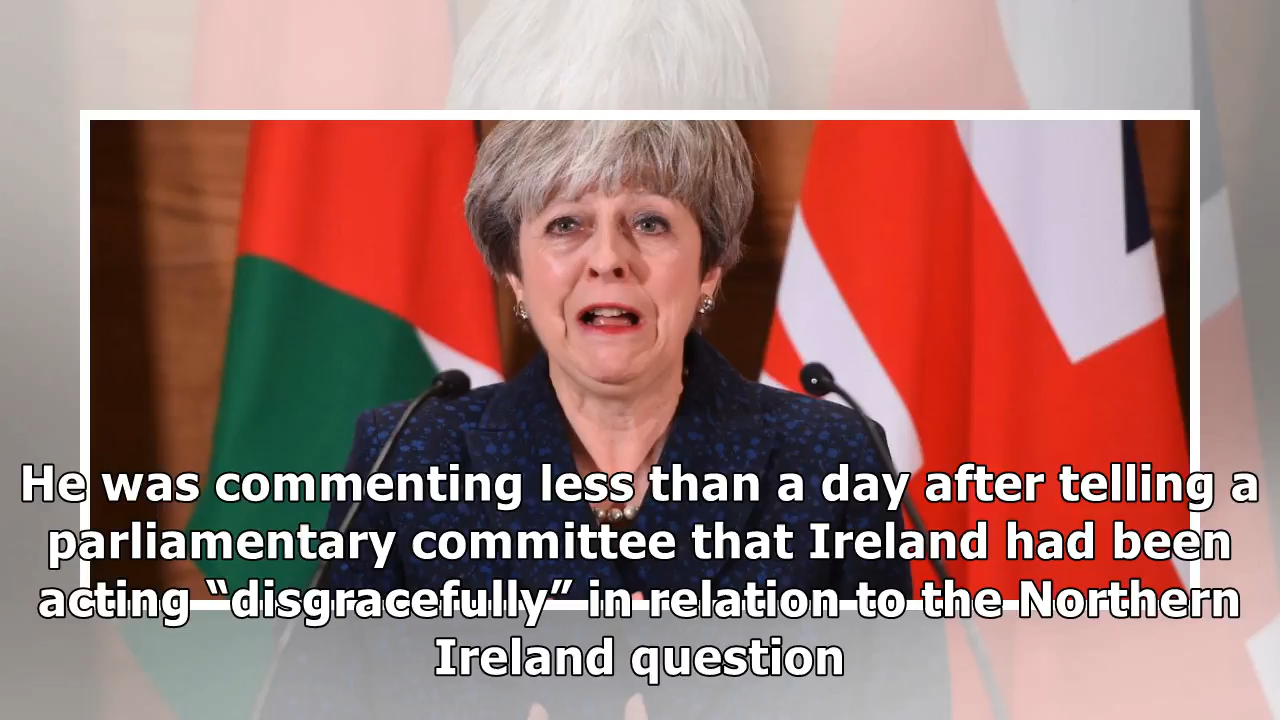 He was commenting less than a day after telling a
parliamentary committee that Ireland had been
acting “disgracefully” in relation to the Northern
Ireland question